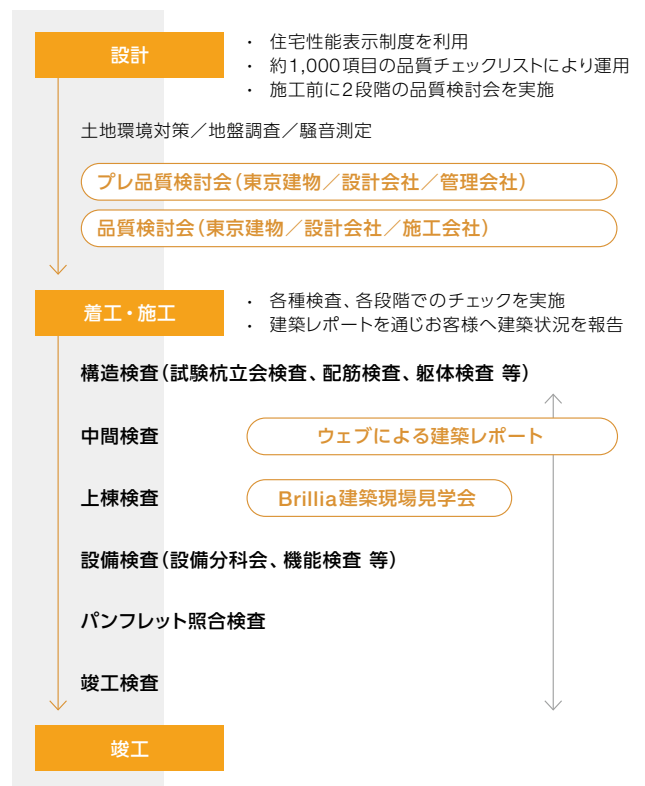 設計
・ 住宅性能表示制度を利用
・ 約1,000項目の品質チェックリストにより運用
・ 施工前に2段階の品質検討会を実施
土地環境対策／地盤調査／騒音測定
プレ品質検討会（東京建物／設計会社／管理会社）
品質検討会（東京建物／設計会社／施工会社）
着工・施工
・ 各種検査、各段階でのチェックを実施
・ 建築レポートを通じお客様へ建築状況を報告
構造検査（試験杭立会検査、配筋検査、躯体検査 等）
中間検査
ウェブによる建築レポート
上棟検査
Brillia建築現場見学会
設備検査（設備分科会、機能検査 等）
パンフレット照合検査
竣工検査
竣工